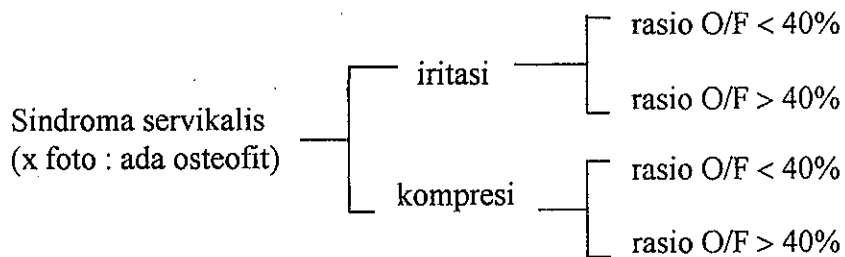 Sindroma servikalis
(x foto : ada osteofit)
iritasi
rasio O/F < 40%
rasio O/F > 40%
kompresi
rasio O/F < 40%
rasio O/F > 40%